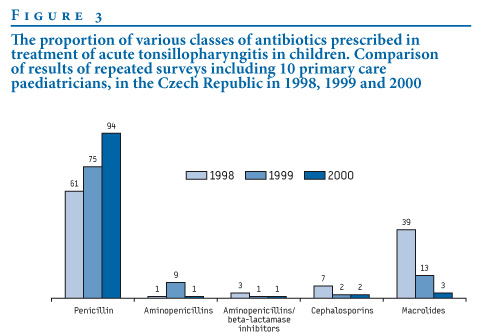 FIGURE 3
The proportion of various classes of antibiotics prescribed in
treatment of acute tonsillopharyngitis in children. Comparison
of results of repeated surveys including 10 primary care
paediatricians, in the Czech Republic in 1998, 1999 and 2000
94
75
61
1998 1999 2000
39
1 9 1
3 1 1
7 2 2
13
3
Penicillin Aminopenicillins Aminopenicillins/ Cephalosporins Macrolides
beta-lactamase
inhibitors